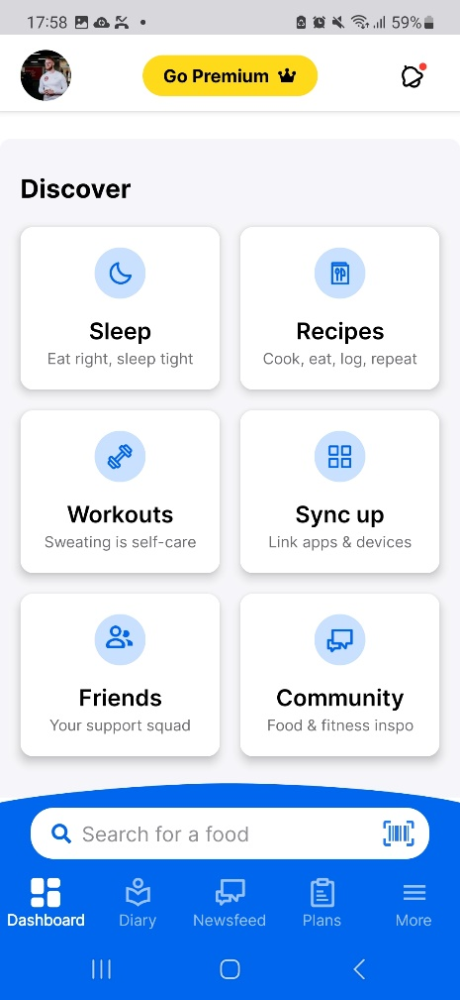 17:58
59%
Go Premium
Discover
Sleep
Eat right, sleep tight
Recipes
Cook, eat, log, repeat
Workouts
Sweating is self-care
Sync up
Link apps & devices
Friends
Your support squad
Community
Food & fitness inspo
Search for a food
Dashboard
Diary
Newsfeed
Plans
More